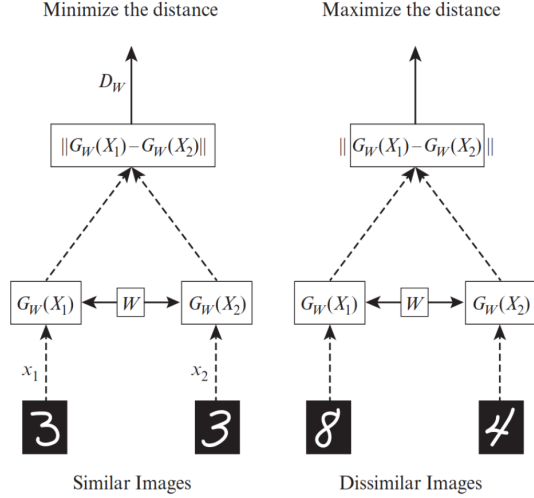 Minimize the distance
Maximize the distance
D_W
||G_W(X_1)−G_W(X_2)||
|| G_W(X_1)−G_W(X_2) ||
G_W(X_1)
W
G_W(X_2)
G_W(X_1)
W
G_W(X_2)
x_1
x_2
3
3
8
4
Similar Images
Dissimilar Images